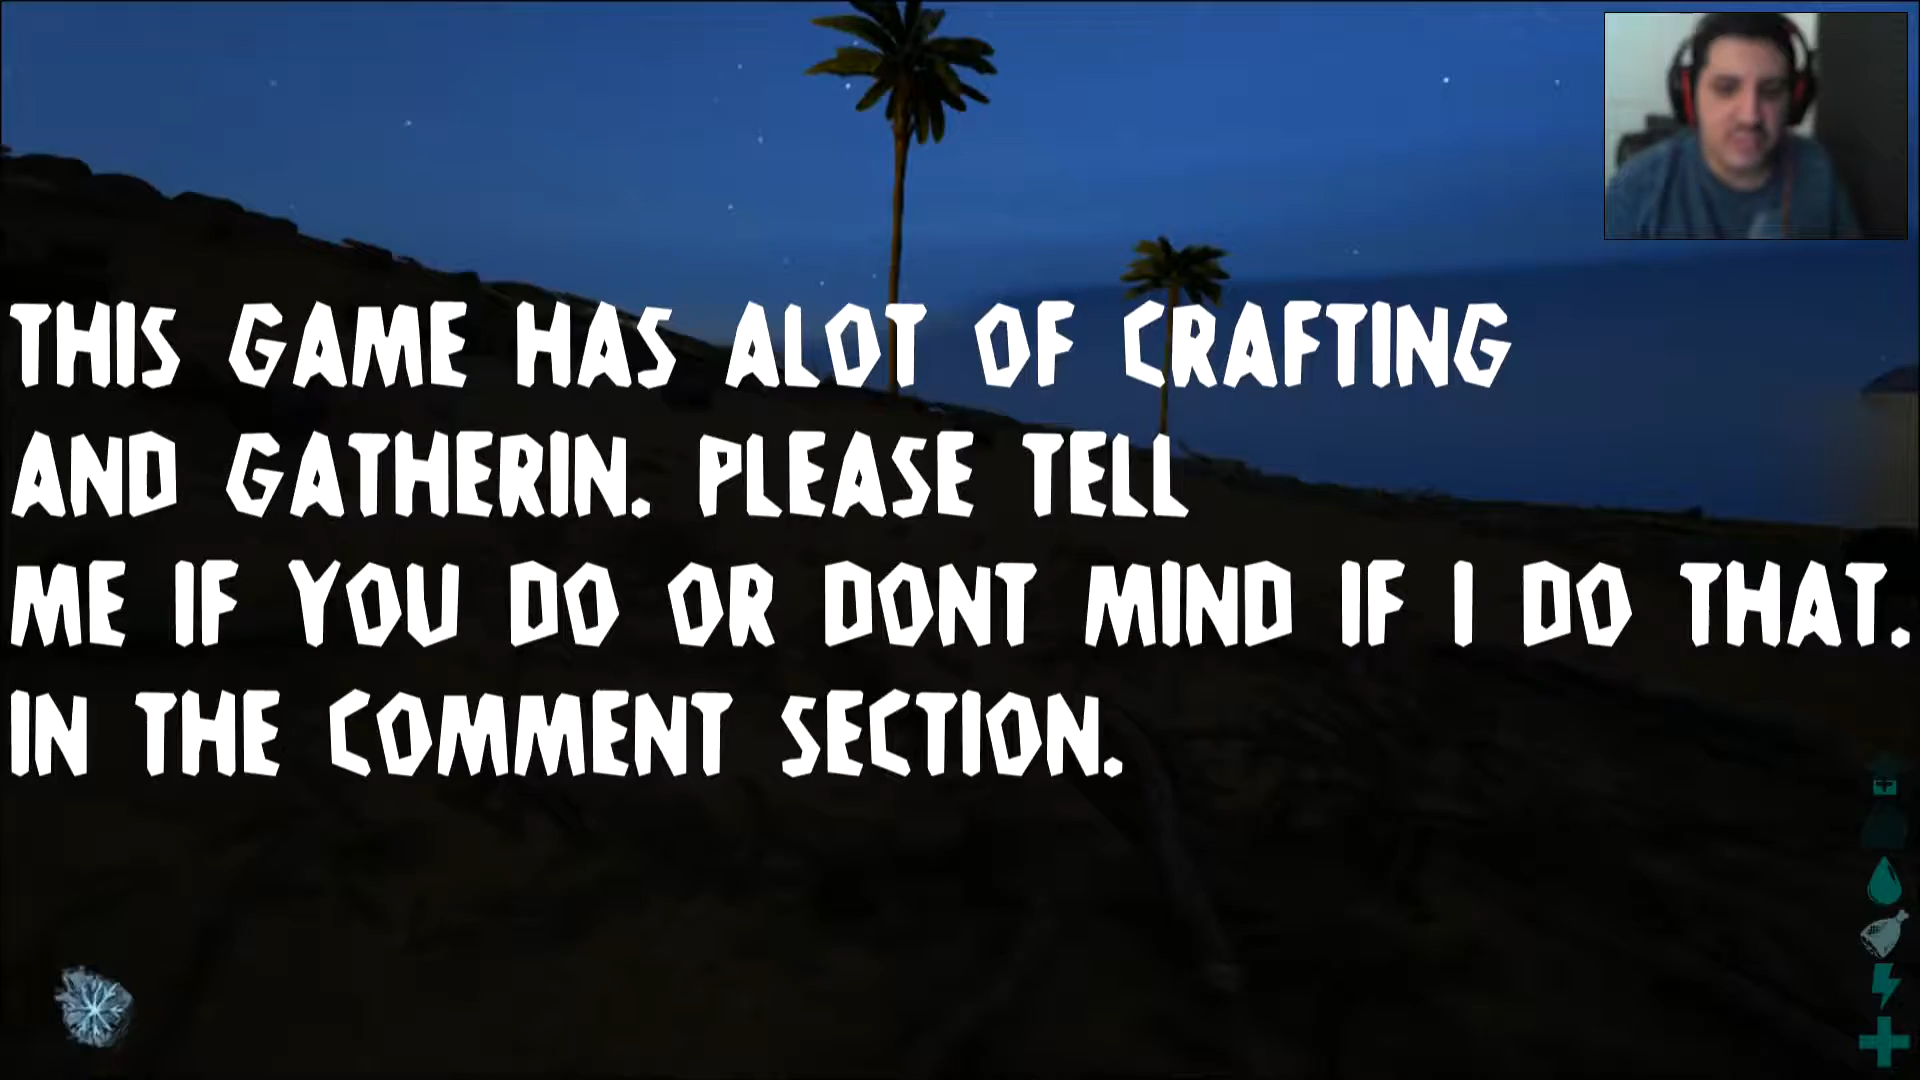 THIS GAME HAS ALOT OF CRAFTING
AND GATHERIN. PLEASE TELL
ME IF YOU DO OR DONT MIND IF I DO THAT.
IN THE COMMENT SECTION.